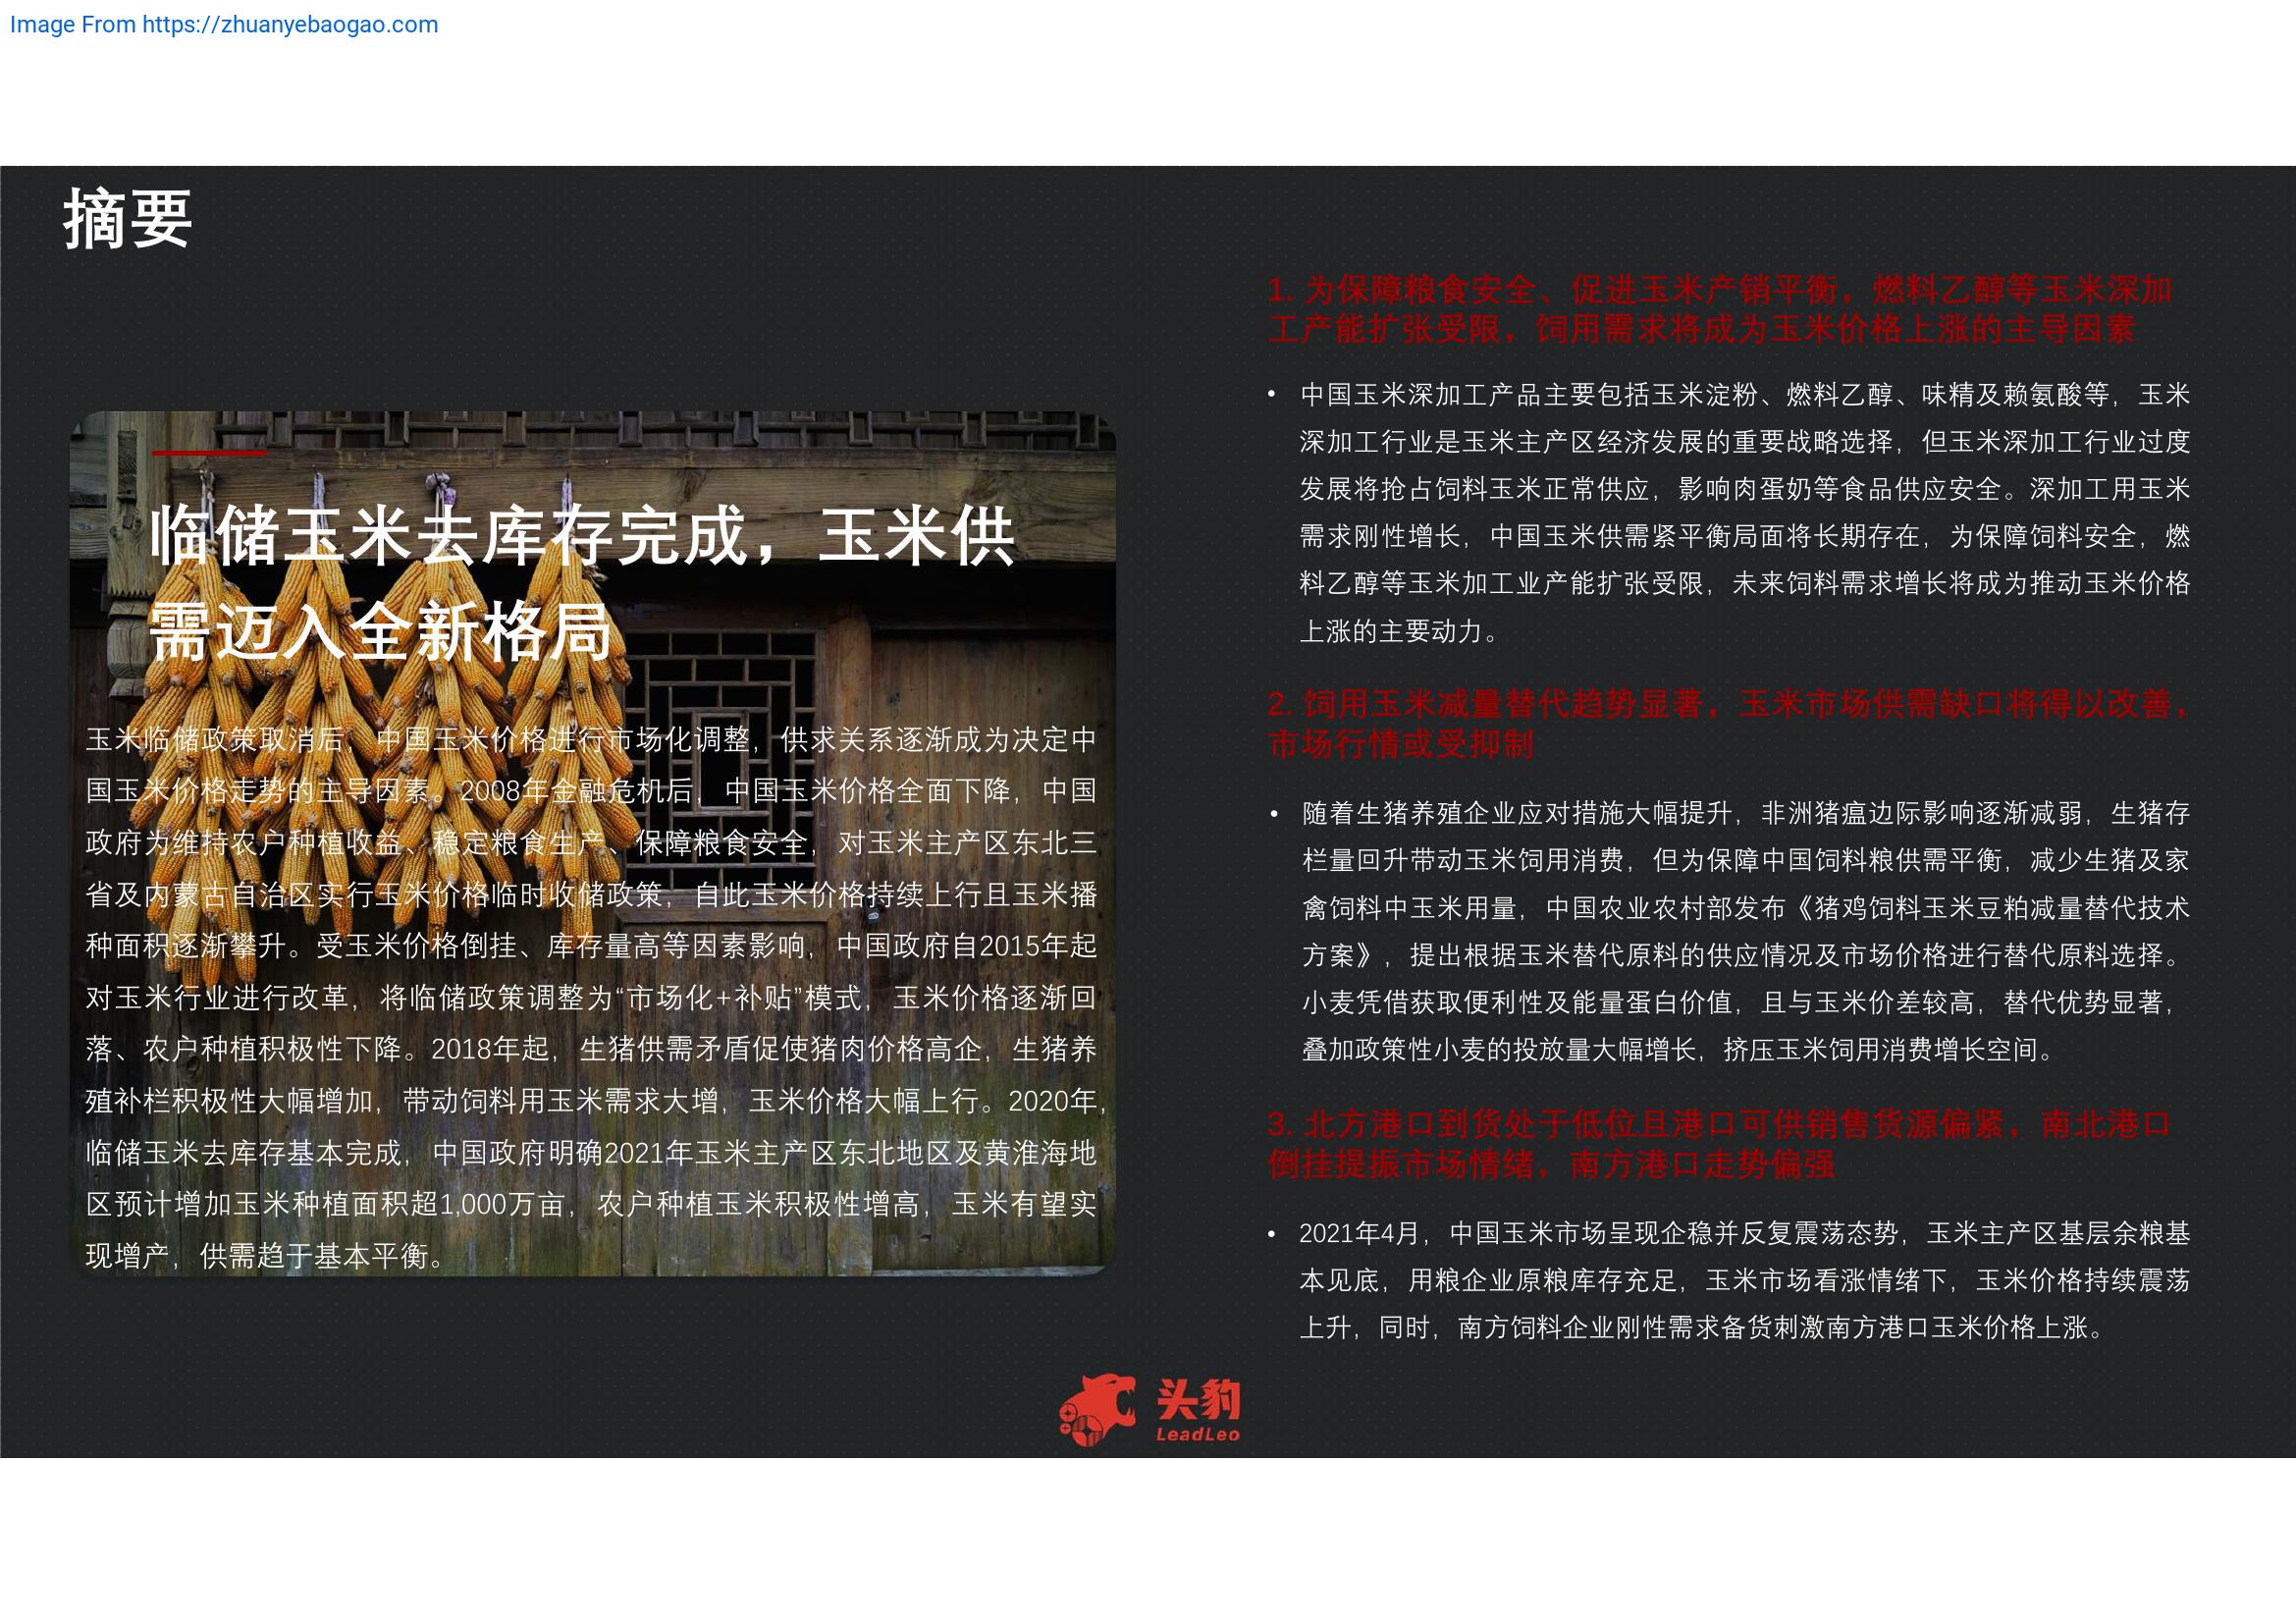 Image From https://zhuanyebaogao.com
摘要
临储玉米去库存完成，玉米供
需迈入全新格局
玉米临储政策取消后，中国玉米价格进行市场化调整，供求关系逐渐成为决定中
国玉米价格走势的主导因素。2008年金融危机后，中国玉米价格全面下降，中国
政府为维持农户种植收益、稳定粮食生产、保障粮食安全，对玉米主产区东北三
省及内蒙古自治区实行玉米价格临时收储政策，自此玉米价格持续上行且玉米播
种面积逐渐攀升。受玉米价格倒挂、库存量高等因素影响，中国政府自2015年起
对玉米行业进行改革，将临储政策调整为“市场化+补贴”模式，玉米价格逐渐回
落、农户种植积极性下降。2018年起，生猪供需矛盾促使猪肉价格高企，生猪养
殖补栏积极性大幅增加，带动饲料用玉米需求大增，玉米价格大幅上行。2020年，
临储玉米去库存基本完成，中国政府明确2021年玉米主产区东北地区及黄淮海地
区预计增加玉米种植面积超1,000万亩，农户种植玉米积极性增高，玉米有望实
现增产，供需趋于基本平衡。
1. 为保障粮食安全、促进玉米产销平衡，燃料乙醇等玉米深加
工产能扩张受限，饲用需求将成为玉米价格上涨的主导因素
• 中国玉米深加工产品主要包括玉米淀粉、燃料乙醇、味精及赖氨酸等，玉米
深加工行业是玉米主产区经济发展的重要战略选择，但玉米深加工行业过度
发展将抢占饲料玉米正常供应，影响肉蛋奶等食品供应安全。深加工用玉米
需求刚性增长，中国玉米供需紧平衡局面将长期存在，为保障饲料安全，燃
料乙醇等玉米加工业产能扩张受限，未来饲料需求增长将成为推动玉米价格
上涨的主要动力。
2. 饲用玉米减量替代趋势显著，玉米市场供需缺口将得以改善，
市场行情或受抑制
• 随着生猪养殖企业应对措施大幅提升，非洲猪瘟边际影响逐渐减弱，生猪存
栏量回升带动玉米饲用消费，但为保障中国饲料粮供需平衡，减少生猪及家
禽饲料中玉米用量，中国农业农村部发布《猪鸡饲料玉米豆粕减量替代技术
方案》，提出根据玉米替代原料的供应情况及市场价格进行替代原料选择。
小麦凭借获取便利性及能量蛋白价值，且与玉米价差较高，替代优势显著，
叠加政策性小麦的投放量大幅增长，挤压玉米饲用消费增长空间。
3. 北方港口到货处于低位且港口可供销售货源偏紧，南北港口
倒挂提振市场情绪，南方港口走势偏强
• 2021年4月，中国玉米市场呈现企稳并反复震荡态势，玉米主产区基层余粮基
本见底，用粮企业原粮库存充足，玉米市场看涨情绪下，玉米价格持续震荡
上升，同时，南方饲料企业刚性需求备货刺激南方港口玉米价格上涨。
头豹
LeadLeo